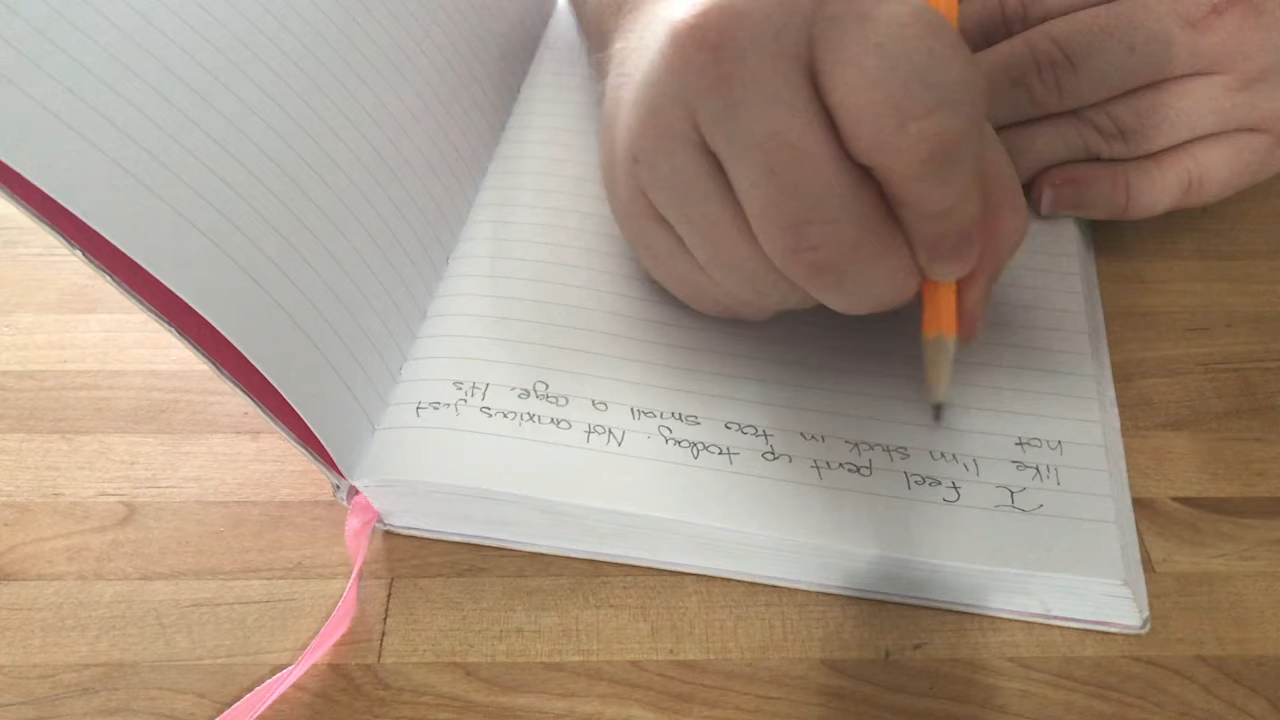 I feel pent up today. Not anxious just
like I'm stuck in too small a cage. It's
not